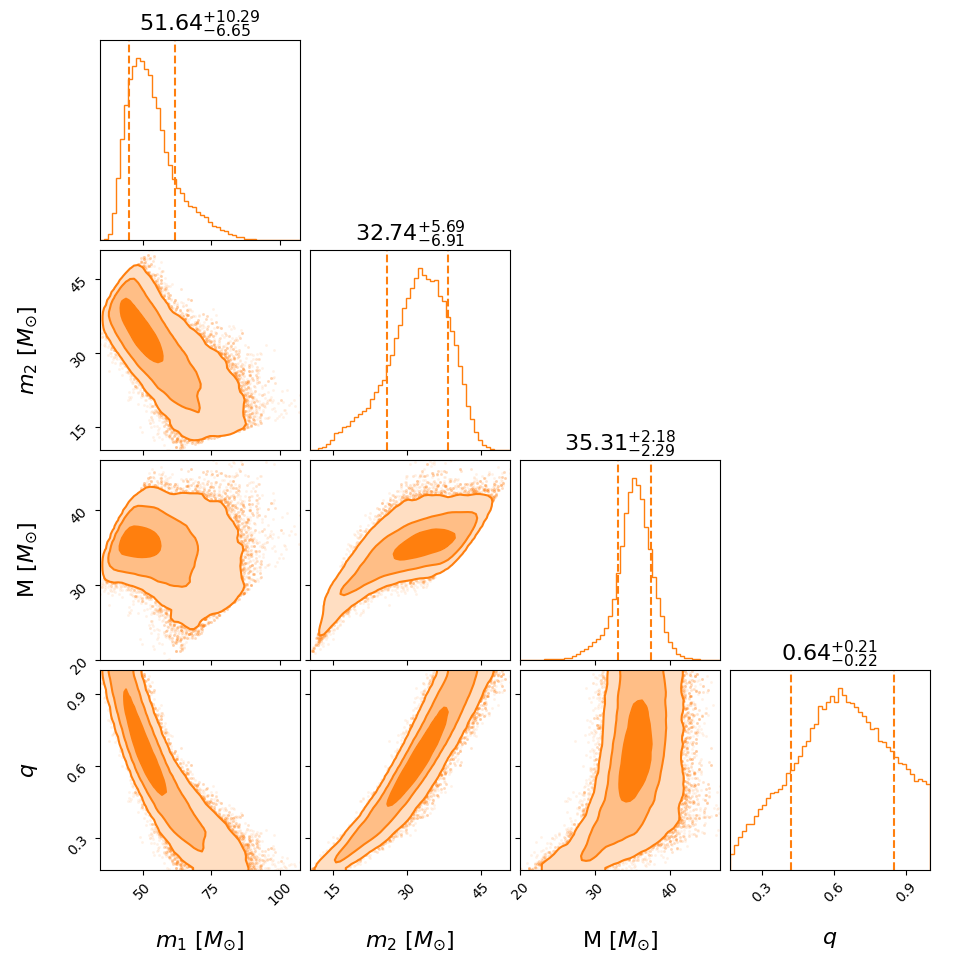 51.64+10.29−6.65
32.74+5.69−6.91
m2 [M⊙]
45
30
15
35.31+2.18−2.29
M [M⊙]
40
30
20
0.64+0.21−0.22
q
0.9
0.6
0.3
50 75 100
15 30 45
20 30 40
0.3 0.6 0.9
m1 [M⊙] m2 [M⊙] M [M⊙] q